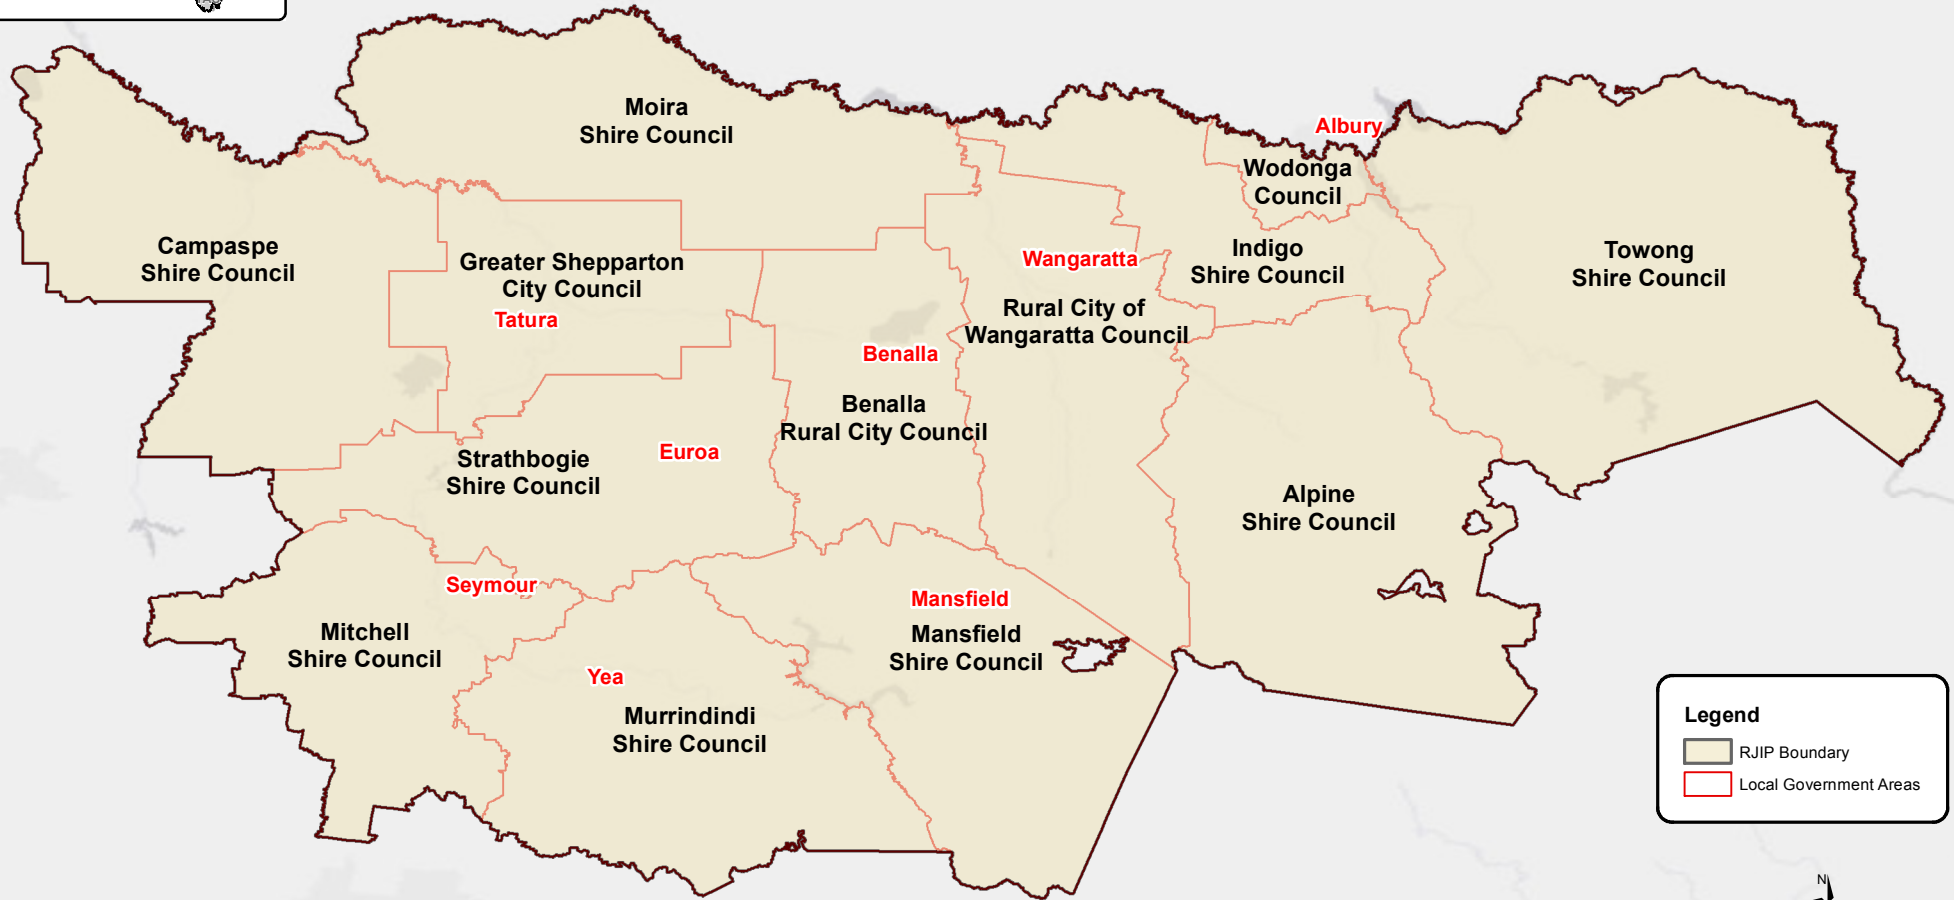 Moira
Shire Council
Albury
Wodonga
Council
Campaspe
Shire Council
Greater Shepparton
City Council
Tatura
Wangaratta
Indigo
Shire Council
Towong
Shire Council
Rural City of
Wangaratta Council
Benalla
Benalla
Rural City Council
Strathbogie
Shire Council
Euroa
Alpine
Shire Council
Seymour
Mansfield
Mitchell
Shire Council
Mansfield
Shire Council
Yea
Murrindindi
Shire Council
Legend
RJIP Boundary
Local Government Areas
N